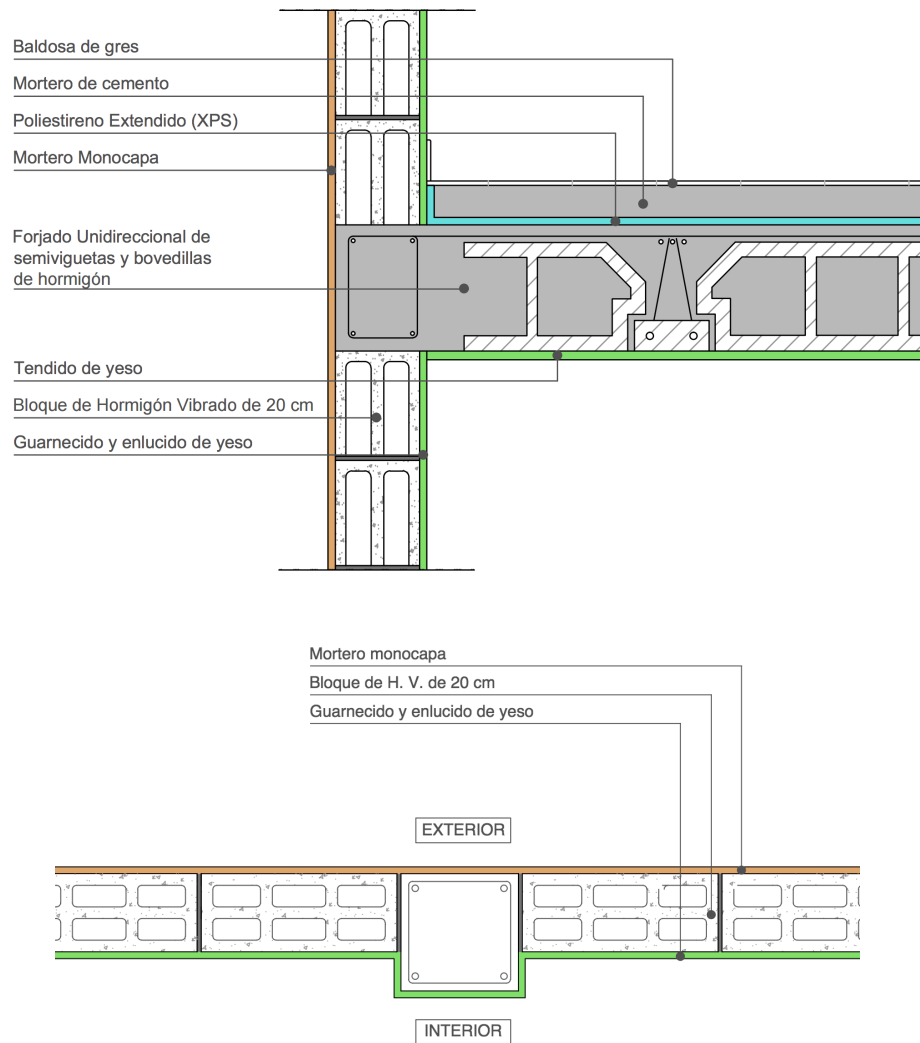 Baldosa de gres
Mortero de cemento
Poliestireno Extendido (XPS)
Mortero Monocapa
Forjado Unidireccional de
semiviguetas y bovedillas
de hormigón
Tendido de yeso
Bloque de Hormigón Vibrado de 20 cm
Guarnecido y enlucido de yeso
Mortero monocapa
Bloque de H. V. de 20 cm
Guarnecido y enlucido de yeso
EXTERIOR
INTERIOR